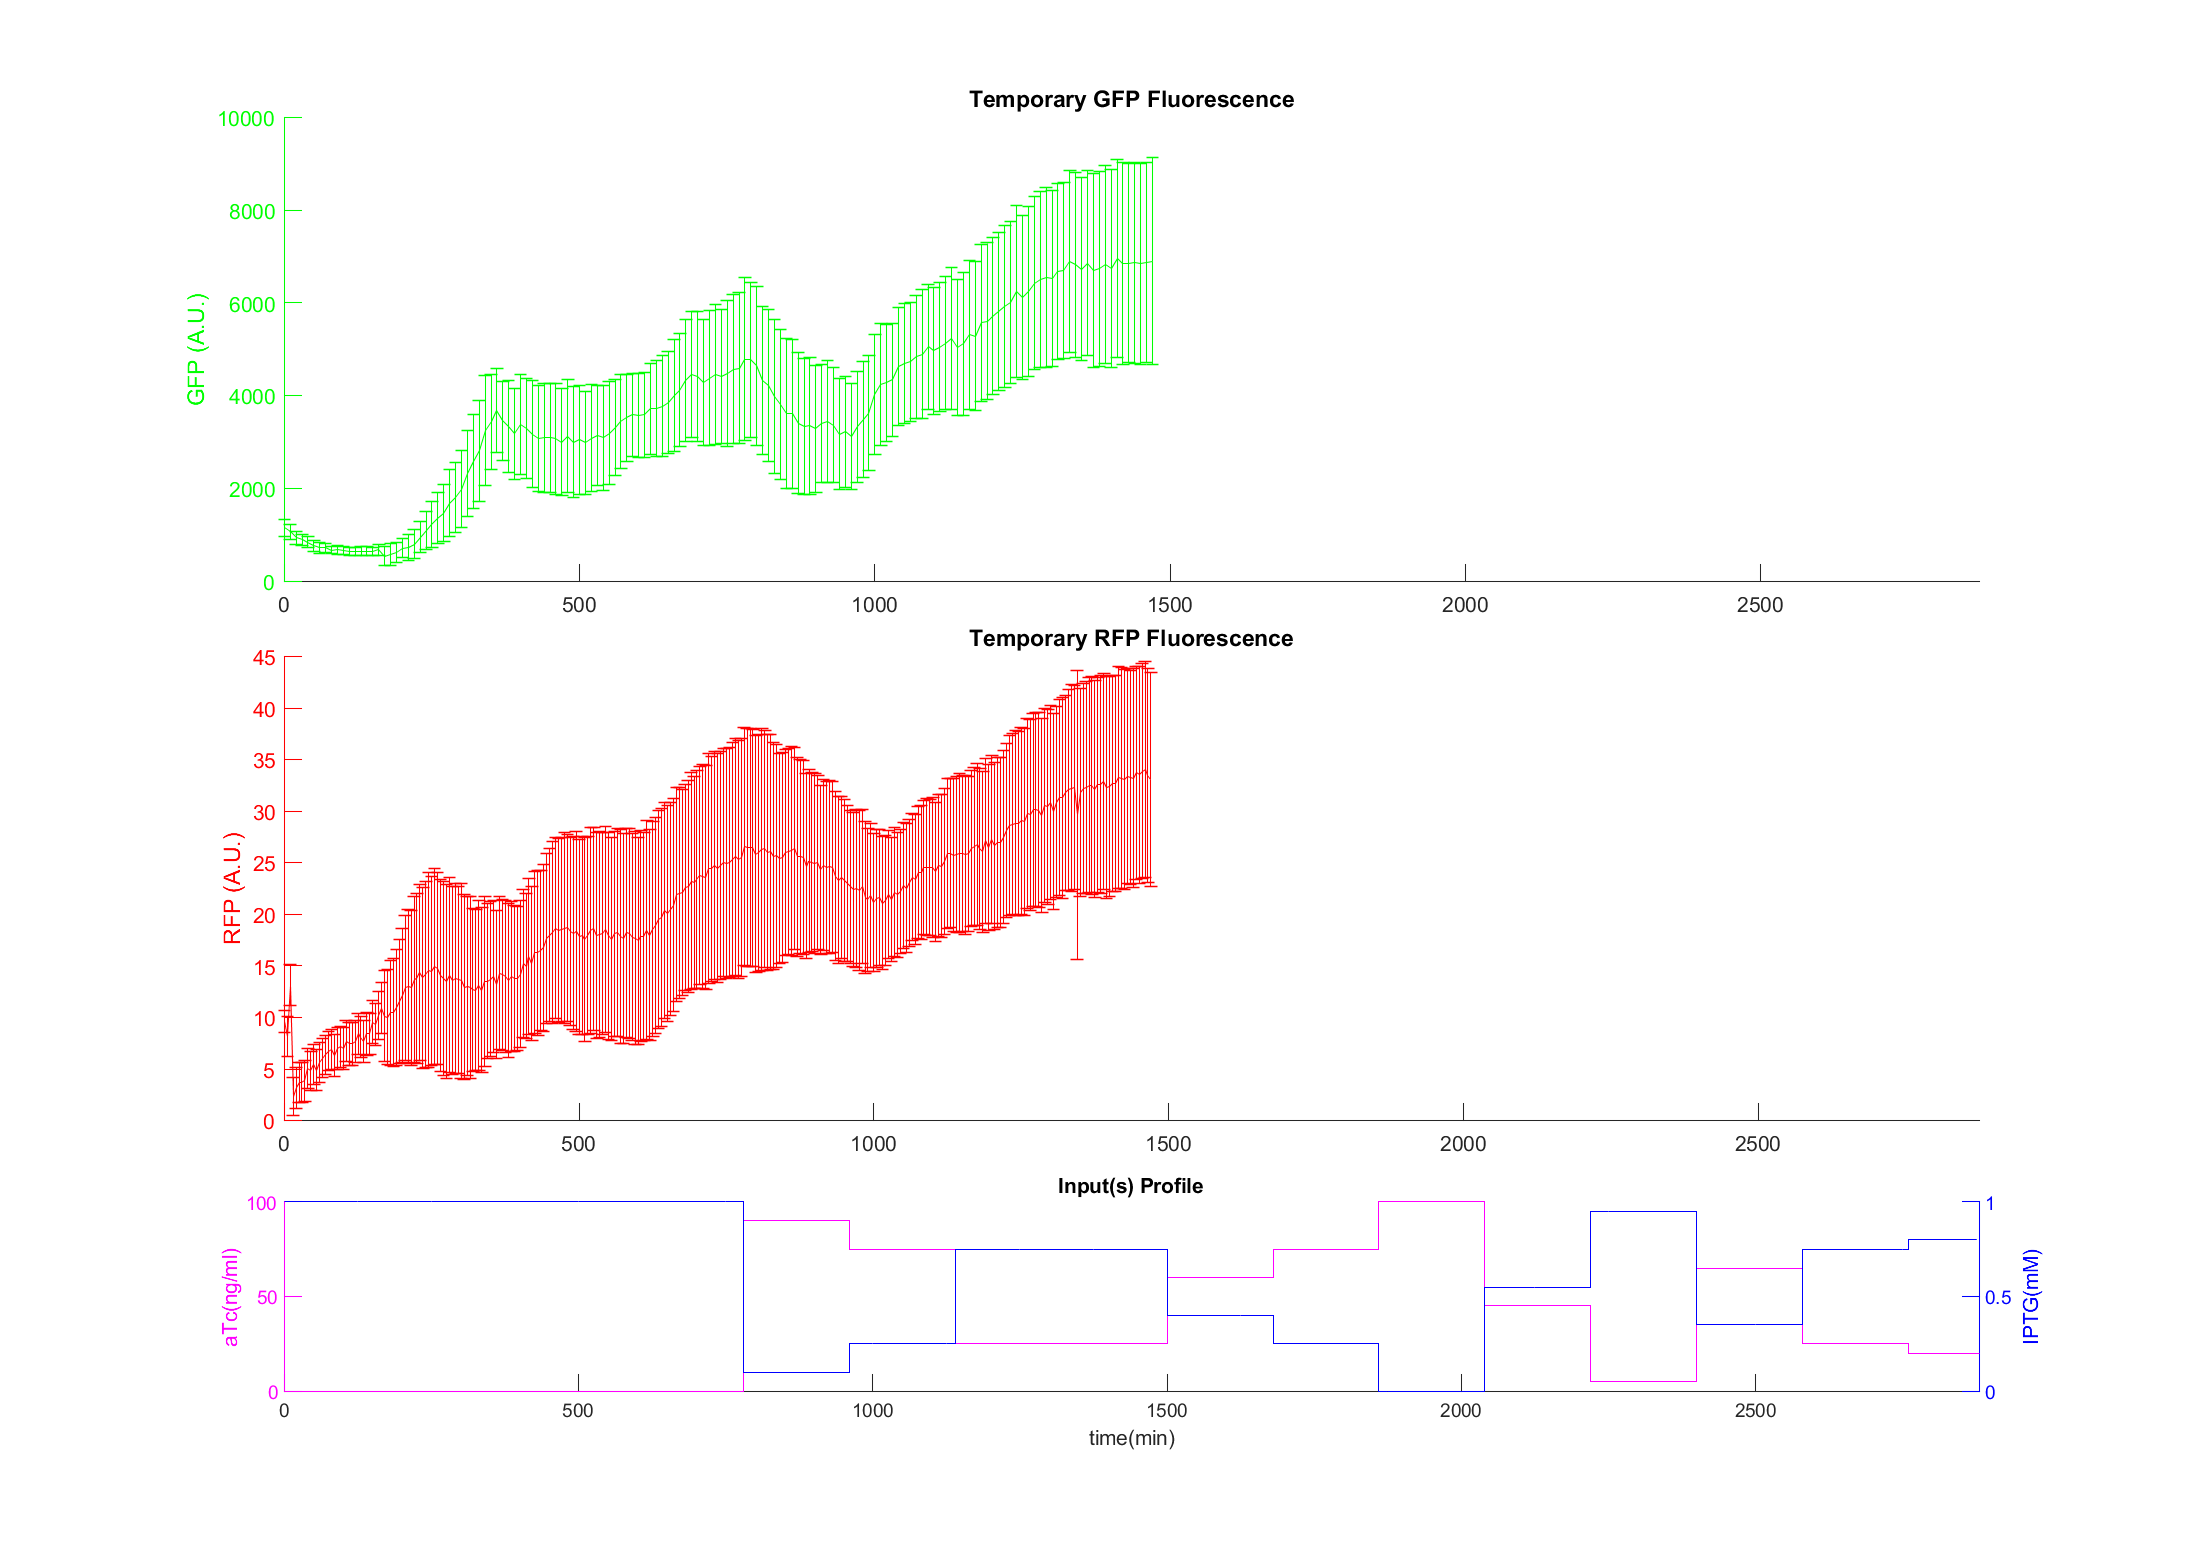 Temporary GFP Fluorescence
10000
8000
6000
4000
2000
0
GFP (A.U.)
0 500 1000 1500 2000 2500
Temporary RFP Fluorescence
45
40
35
30
25
20
15
10
5
0
RFP (A.U.)
0 500 1000 1500 2000 2500
Input(s) Profile
100
50
0
aTc(ng/ml)
1
0.5
0
IPTG(mM)
0 500 1000 1500 2000 2500
time(min)